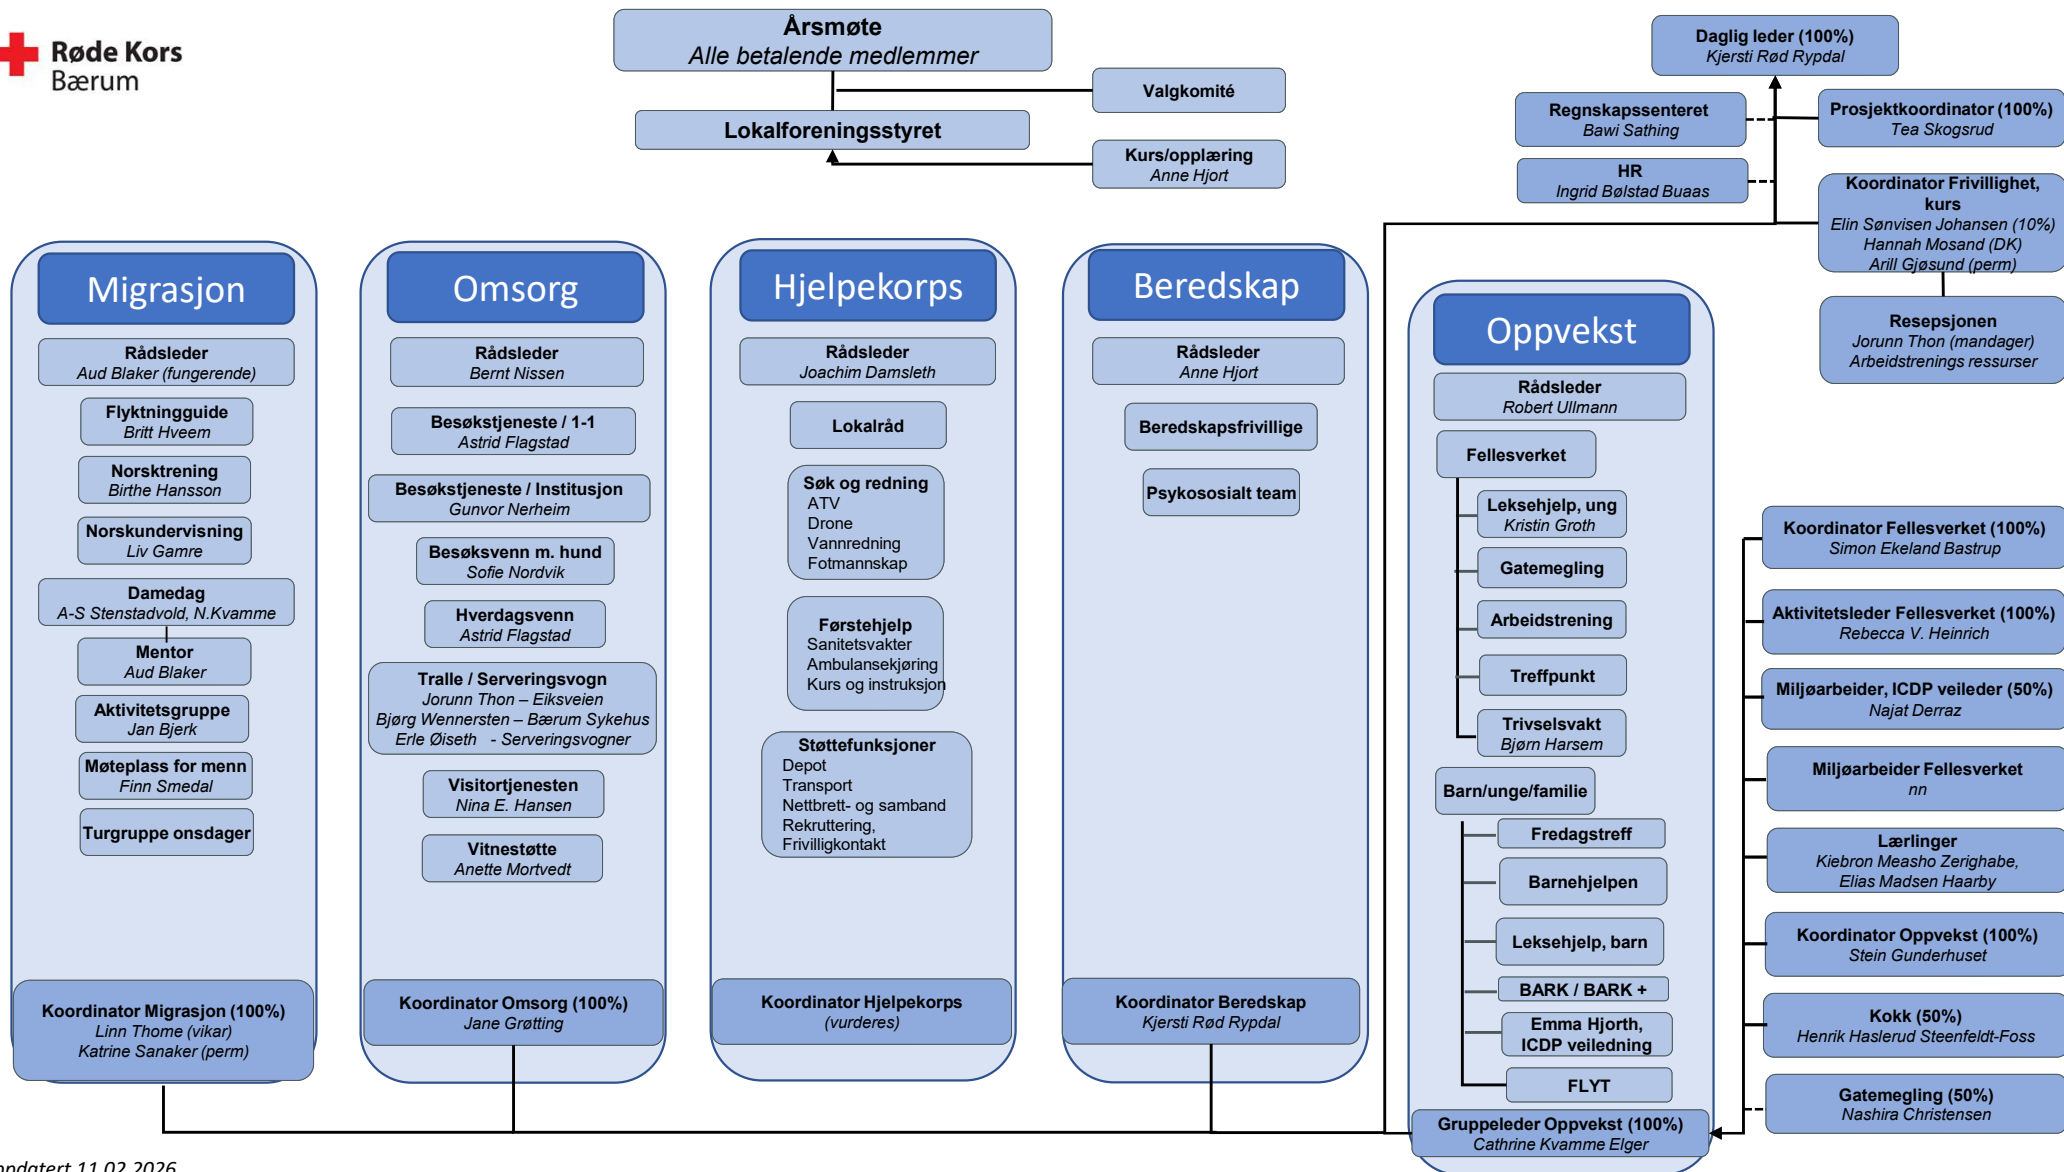 Røde Kors
Bærum
Årsmøte
Alle betalende medlemmer
Valgkomité
Lokalforeningsstyret
Kurs/opplæring
Anne Hjort
Daglig leder (100%)
Kjersti Rød Rypdal
Regnskapssenteret
Bawi Sathing
Prosjektkoordinator (100%)
Tea Skogsrud
HR
Ingrid Bølstad Buaas
Koordinator Frivillighet,
kurs
Elin Sønvisen Johansen (10%)
Hannah Mosand (DK)
Arill Gjøsund (perm)
Resepsjonen
Jorunn Thon (mandager)
Arbeidstrenings ressurser
Migrasjon
Rådsleder
Aud Blaker (fungerende)
Flyktningguide
Britt Hveem
Norsktrening
Birthe Hansson
Norskundervisning
Liv Gamre
Damedag
A-S Stenstadvold, N.Kvamme
Mentor
Aud Blaker
Aktivitetsgruppe
Jan Bjerk
Møteplass for menn
Finn Smedal
Turgruppe onsdager
Koordinator Migrasjon (100%)
Linn Thome (vikar)
Katrine Sanaker (perm)
Omsorg
Rådsleder
Bernt Nissen
Besøkstjeneste / 1-1
Astrid Flagstad
Besøkstjeneste / Institusjon
Gunvor Nerheim
Besøksvenn m. hund
Sofie Nordvik
Hverdagsvenn
Astrid Flagstad
Tralle / Serveringsvogn
Jorunn Thon – Eiksveien
Bjørg Wennersten – Bærum Sykehus
Erle Øiseth - Serveringsvogner
Visitortjenesten
Nina E. Hansen
Vitnestøtte
Anette Mortvedt
Koordinator Omsorg (100%)
Jane Grøtting
Hjelpekorps
Rådsleder
Joachim Damsleth
Lokalråd
Søk og redning
ATV
Drone
Vannredning
Fotmannskap
Førstehjelp
Sanitetsvakter
Ambulansekjøring
Kurs og instruksjon
Støttefunksjoner
Depot
Transport
Nettbrett- og samband
Rekruttering,
Frivilligkontakt
Koordinator Hjelpekorps
(vurderes)
Beredskap
Rådsleder
Anne Hjort
Beredskapsfrivillige
Psykososialt team
Koordinator Beredskap
Kjersti Rød Rypdal
Oppvekst
Rådsleder
Robert Ullmann
Fellesverket
Leksehjelp, ung
Kristin Groth
Gatemegling
Arbeidstrening
Treffpunkt
Trivselsvakt
Bjørn Harsem
Barn/unge/familie
Fredagstreff
Barnehjelpen
Leksehjelp, barn
BARK / BARK +
Emma Hjorth,
ICDP veiledning
FLYT
Gruppeleder Oppvekst (100%)
Cathrine Kvamme Elger
Koordinator Fellesverket (100%)
Simon Ekeland Bastrup
Aktivitetsleder Fellesverket (100%)
Rebecca V. Heinrich
Miljøarbeider, ICDP veileder (50%)
Najat Derraz
Miljøarbeider Fellesverket
nn
Lærlinger
Kiebron Measho Zerighabe,
Elias Madsen Haarby
Koordinator Oppvekst (100%)
Stein Gunderhuset
Kokk (50%)
Henrik Haslerud Steenfeldt-Foss
Gatemegling (50%)
Nashira Christensen
11.02.2026